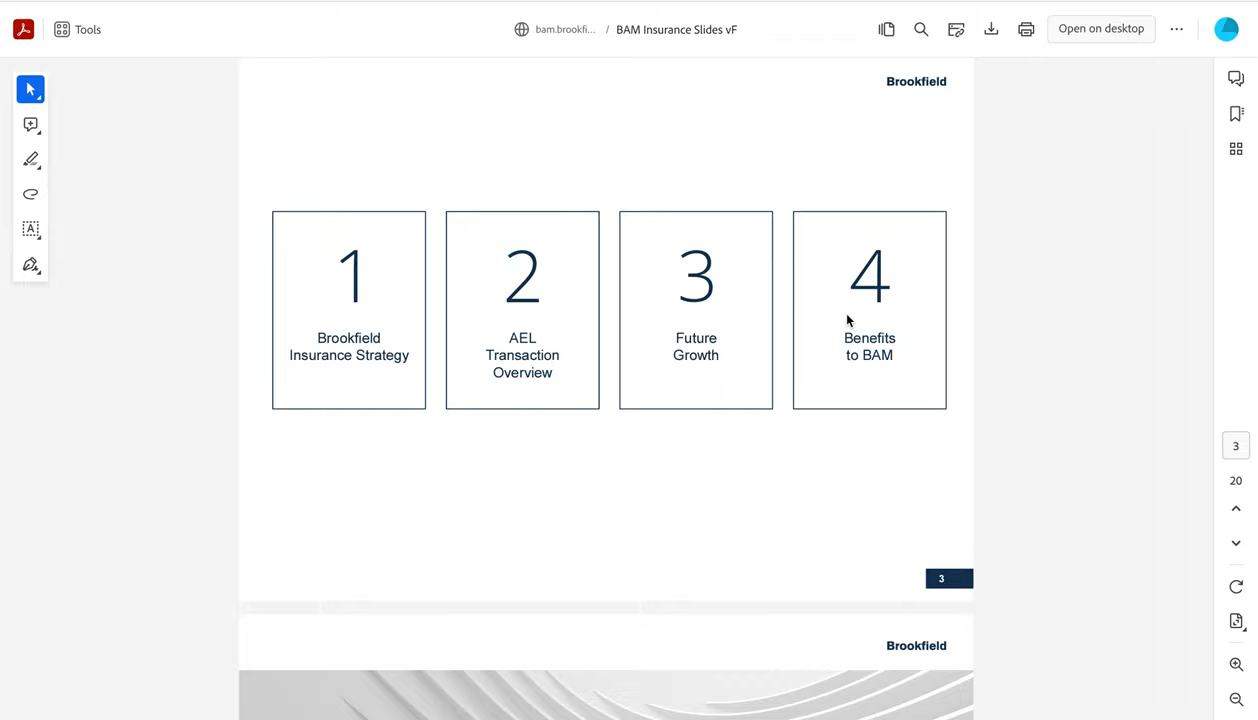 Tools
bam.brookfi... / BAM Insurance Slides vF
Open on desktop
Brookfield
1
Brookfield
Insurance Strategy
2
AEL
Transaction
Overview
3
Future
Growth
4
Benefits
to BAM
3
Brookfield
3
20